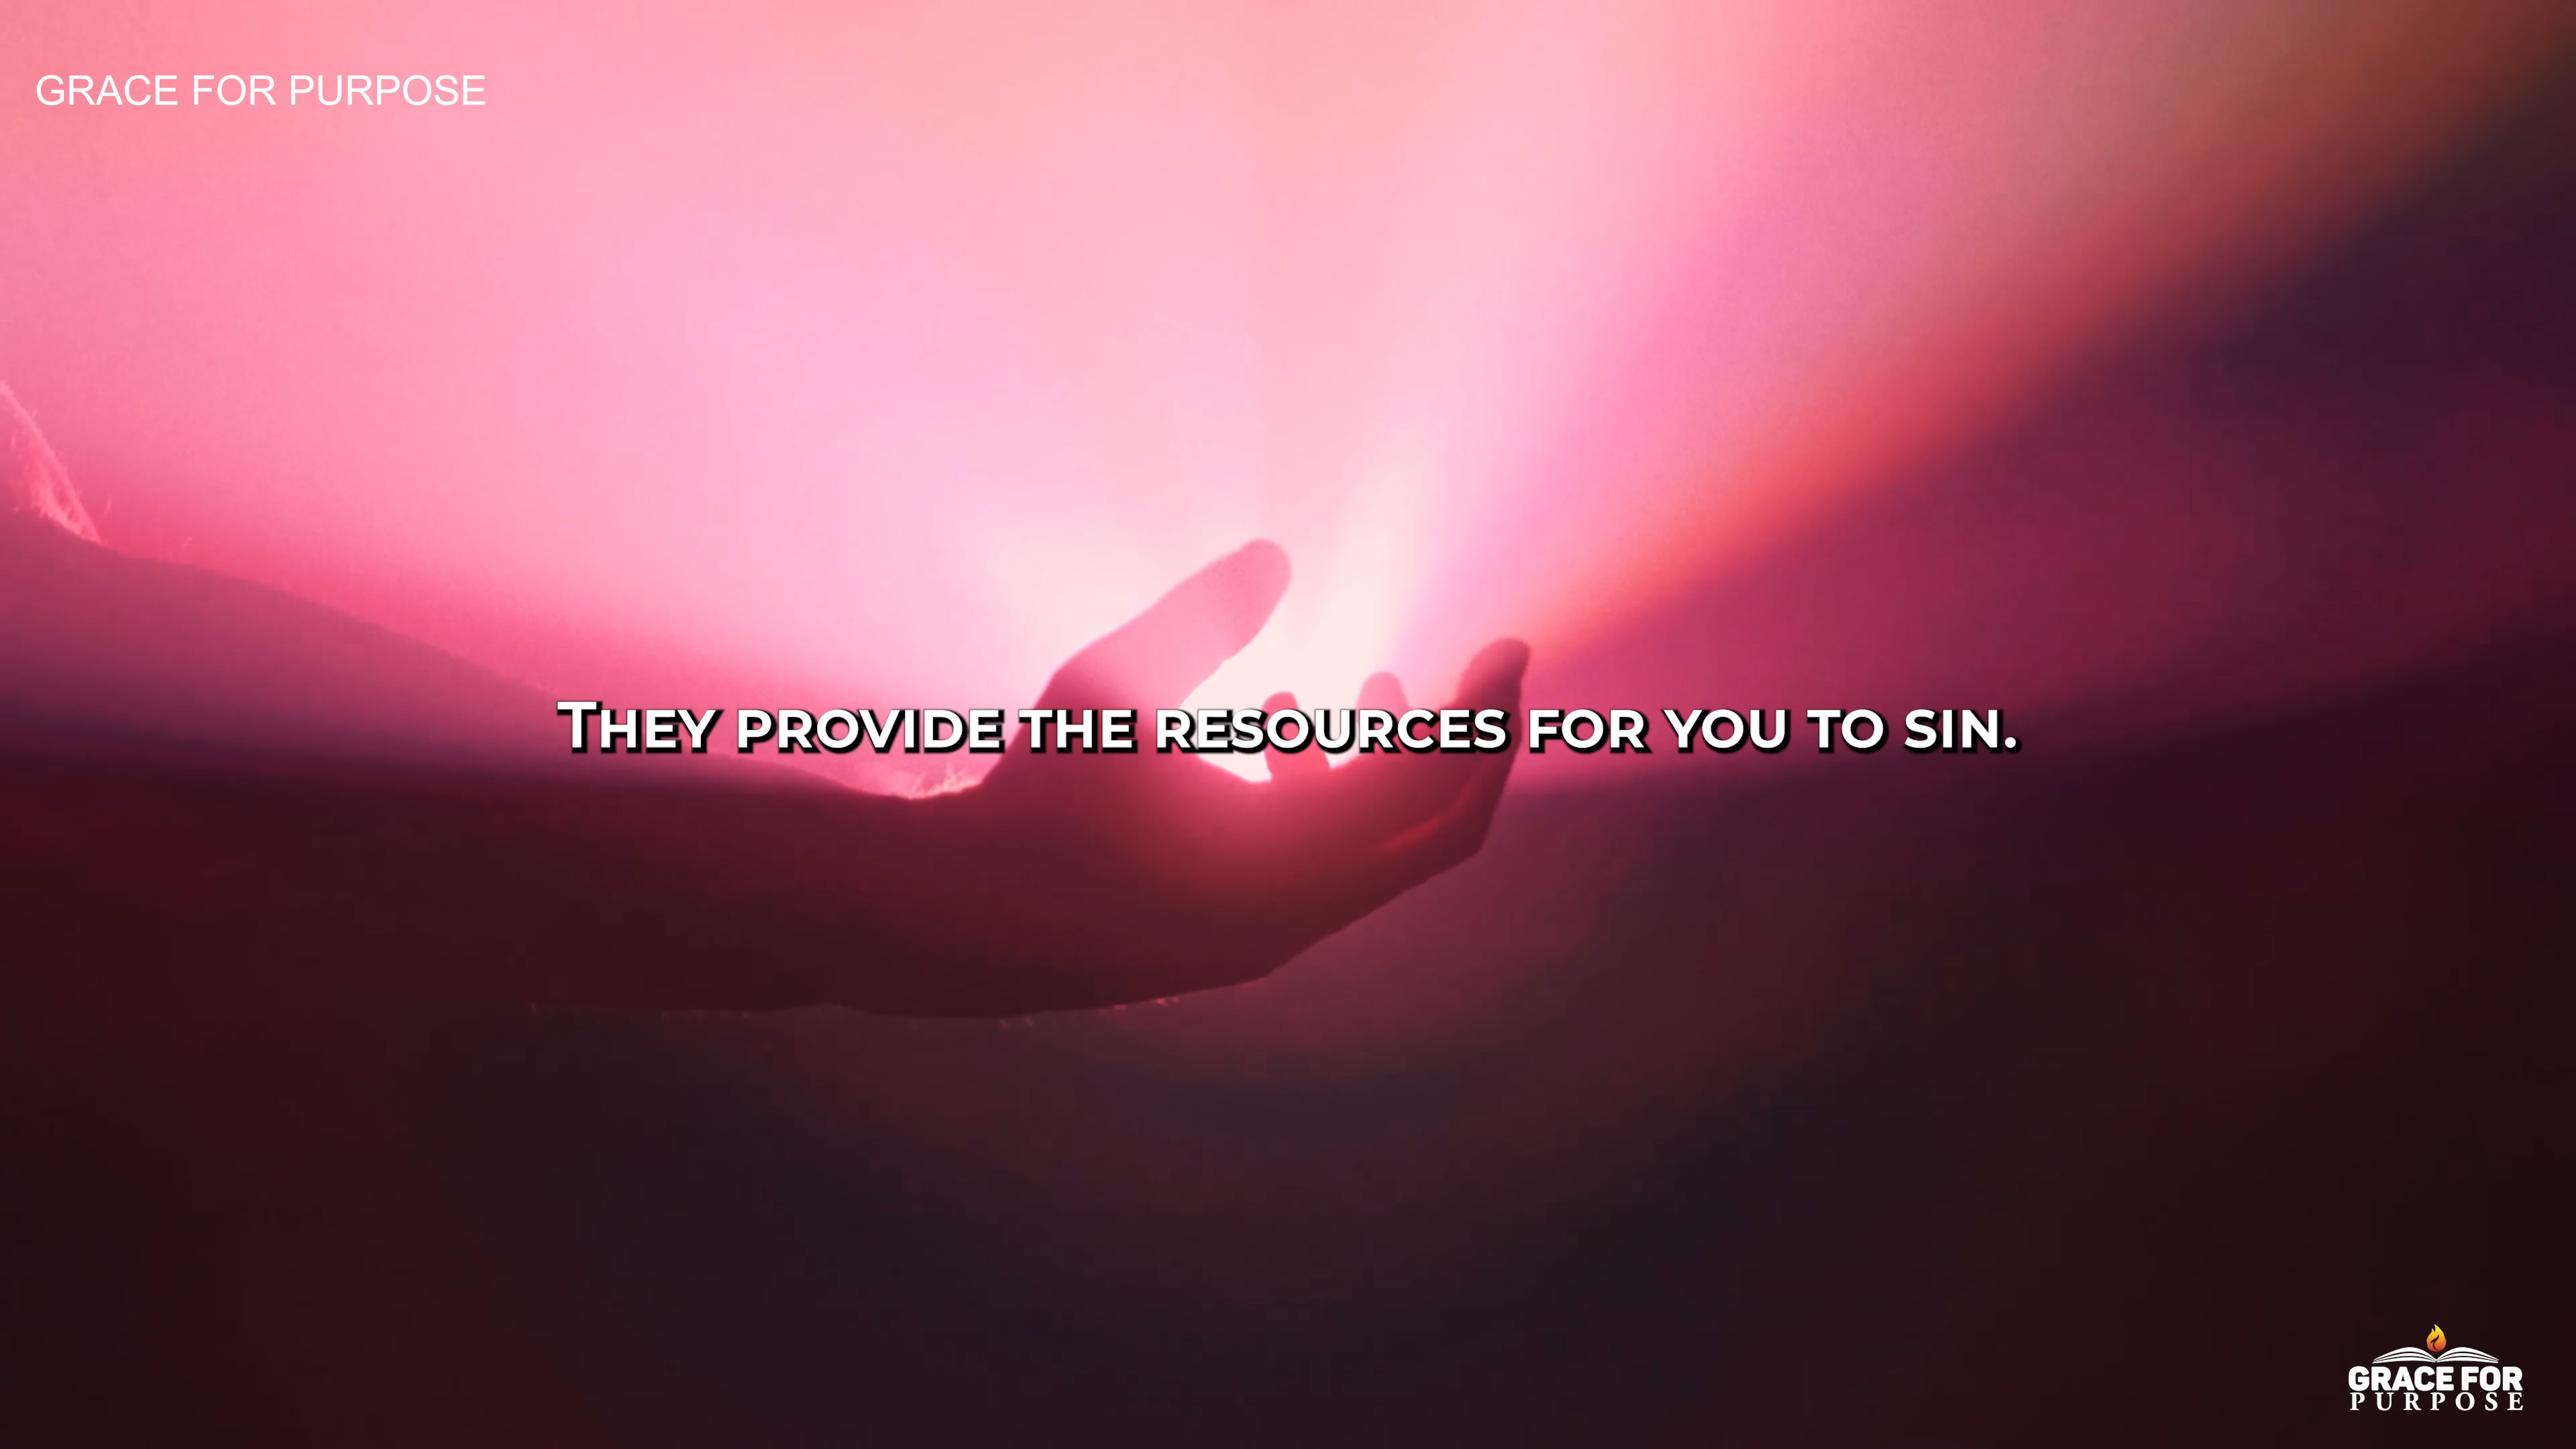 GRACE FOR PURPOSE
THEY PROVIDE THE RESOURCES FOR YOU TO SIN.
GRACE FOR
PURPOSE